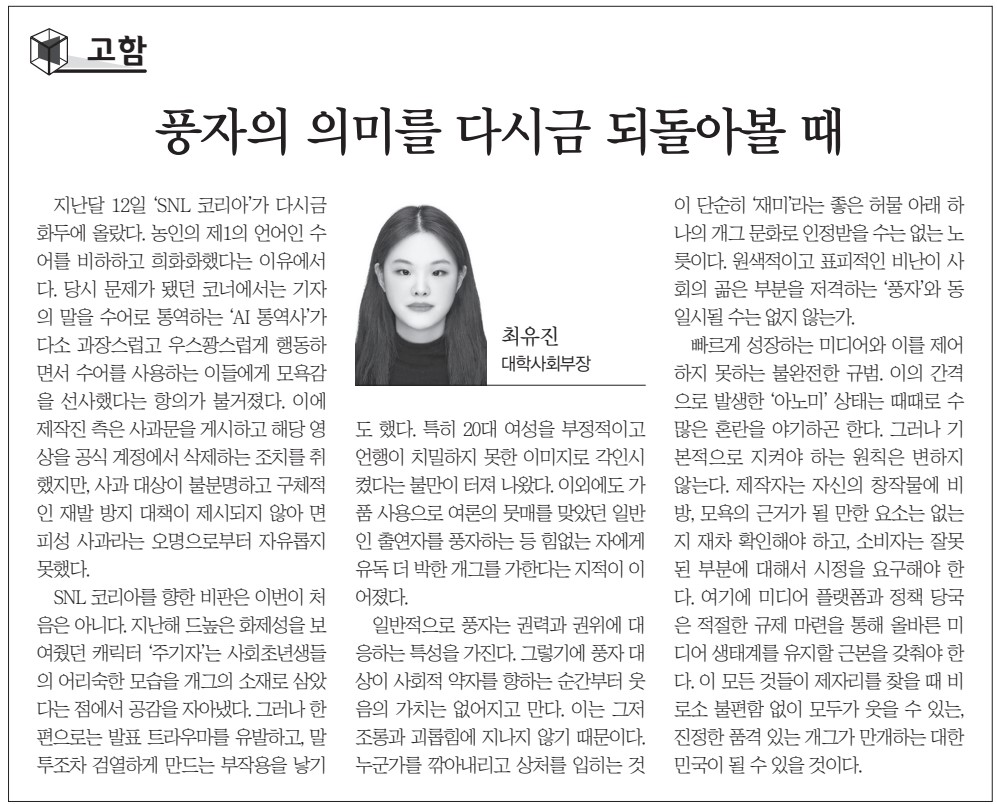 고함
풍자의 의미를 다시금 되돌아볼 때
지난달 12일 ‘SNL 코리아’가 다시금
화두에 올랐다. 농인의 제1의 언어인 수
어를 비하하고 희화화했다는 이유에서
다. 당시 문제가 됐던 코너에서는 기자
의 말을 수어로 통역하는 ‘AI 통역사’가
다소 과장스럽고 우스꽝스럽게 행동하
면서 수어를 사용하는 이들에게 모욕감
을 선사했다는 항의가 불거졌다. 이에
제작진 측은 사과문을 게시하고 해당 영
상을 공식 계정에서 삭제하는 조치를 취
했지만, 사과 대상이 불분명하고 구체적
인 재발 방지 대책이 제시되지 않아 면
피성 사과라는 오명으로부터 자유롭지
못했다.
SNL 코리아를 향한 비판은 이번이 처
음은 아니다. 지난해 드높은 화제성을 보
여줬던 캐릭터 ‘주기자’는 사회초년생들
의 어리숙한 모습을 개그의 소재로 삼았
다는 점에서 공감을 자아냈다. 그러나 한
편으로는 발표 트라우마를 유발하고, 말
투조차 검열하게 만드는 부작용을 낳기
최유진
대학사회부장
도 했다. 특히 20대 여성을 부정적이고
언행이 치밀하지 못한 이미지로 각인시
켰다는 불만이 터져 나왔다. 이외에도 가
품 사용으로 여론의 뭇매를 맞았던 일반
인 출연자를 풍자하는 등 힘없는 자에게
유독 더 박한 개그를 가한다는 지적이 이
어졌다.
일반적으로 풍자는 권력과 권위에 대
응하는 특성을 가진다. 그렇기에 풍자 대
상이 사회적 약자를 향하는 순간부터 웃
음의 가치는 없어지고 만다. 이는 그저
조롱과 괴롭힘에 지나지 않기 때문이다.
누군가를 깎아내리고 상처를 입히는 것
이 단순히 ‘재미’라는 좋은 허물 아래 하
나의 개그 문화로 인정받을 수는 없는 노
릇이다. 원색적이고 표피적인 비난이 사
회의 곪은 부분을 저격하는 ‘풍자’와 동
일시될 수는 없지 않는가.
빠르게 성장하는 미디어와 이를 제어
하지 못하는 불완전한 규범. 이의 간격
으로 발생한 ‘아노미’ 상태는 때때로 수
많은 혼란을 야기하곤 한다. 그러나 기
본적으로 지켜야 하는 원칙은 변하지
않는다. 제작자는 자신의 창작물에 비
방, 모욕의 근거가 될 만한 요소는 없는
지 재차 확인해야 하고, 소비자는 잘못
된 부분에 대해서 시정을 요구해야 한
다. 여기에 미디어 플랫폼과 정책 당국
은 적절한 규제 마련을 통해 올바른 미
디어 생태계를 유지할 근본을 갖춰야 한
다. 이 모든 것들이 제자리를 찾을 때 비
로소 불편함 없이 모두가 웃을 수 있는,
진정한 품격 있는 개그가 만개하는 대한
민국이 될 수 있을 것이다.